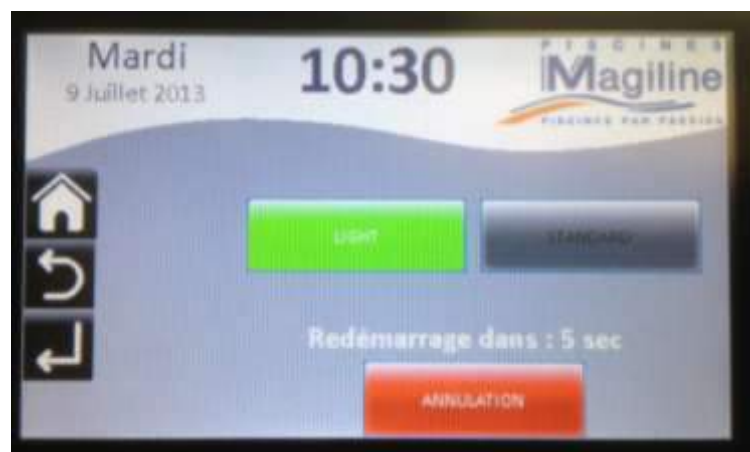 Mardi
9 Juillet 2013
10:30
PISCINES
Magiline
PISCINES PAR PASSION
LIGHT
STANDARD
Redémarrage dans : 5 sec
ANNULATION